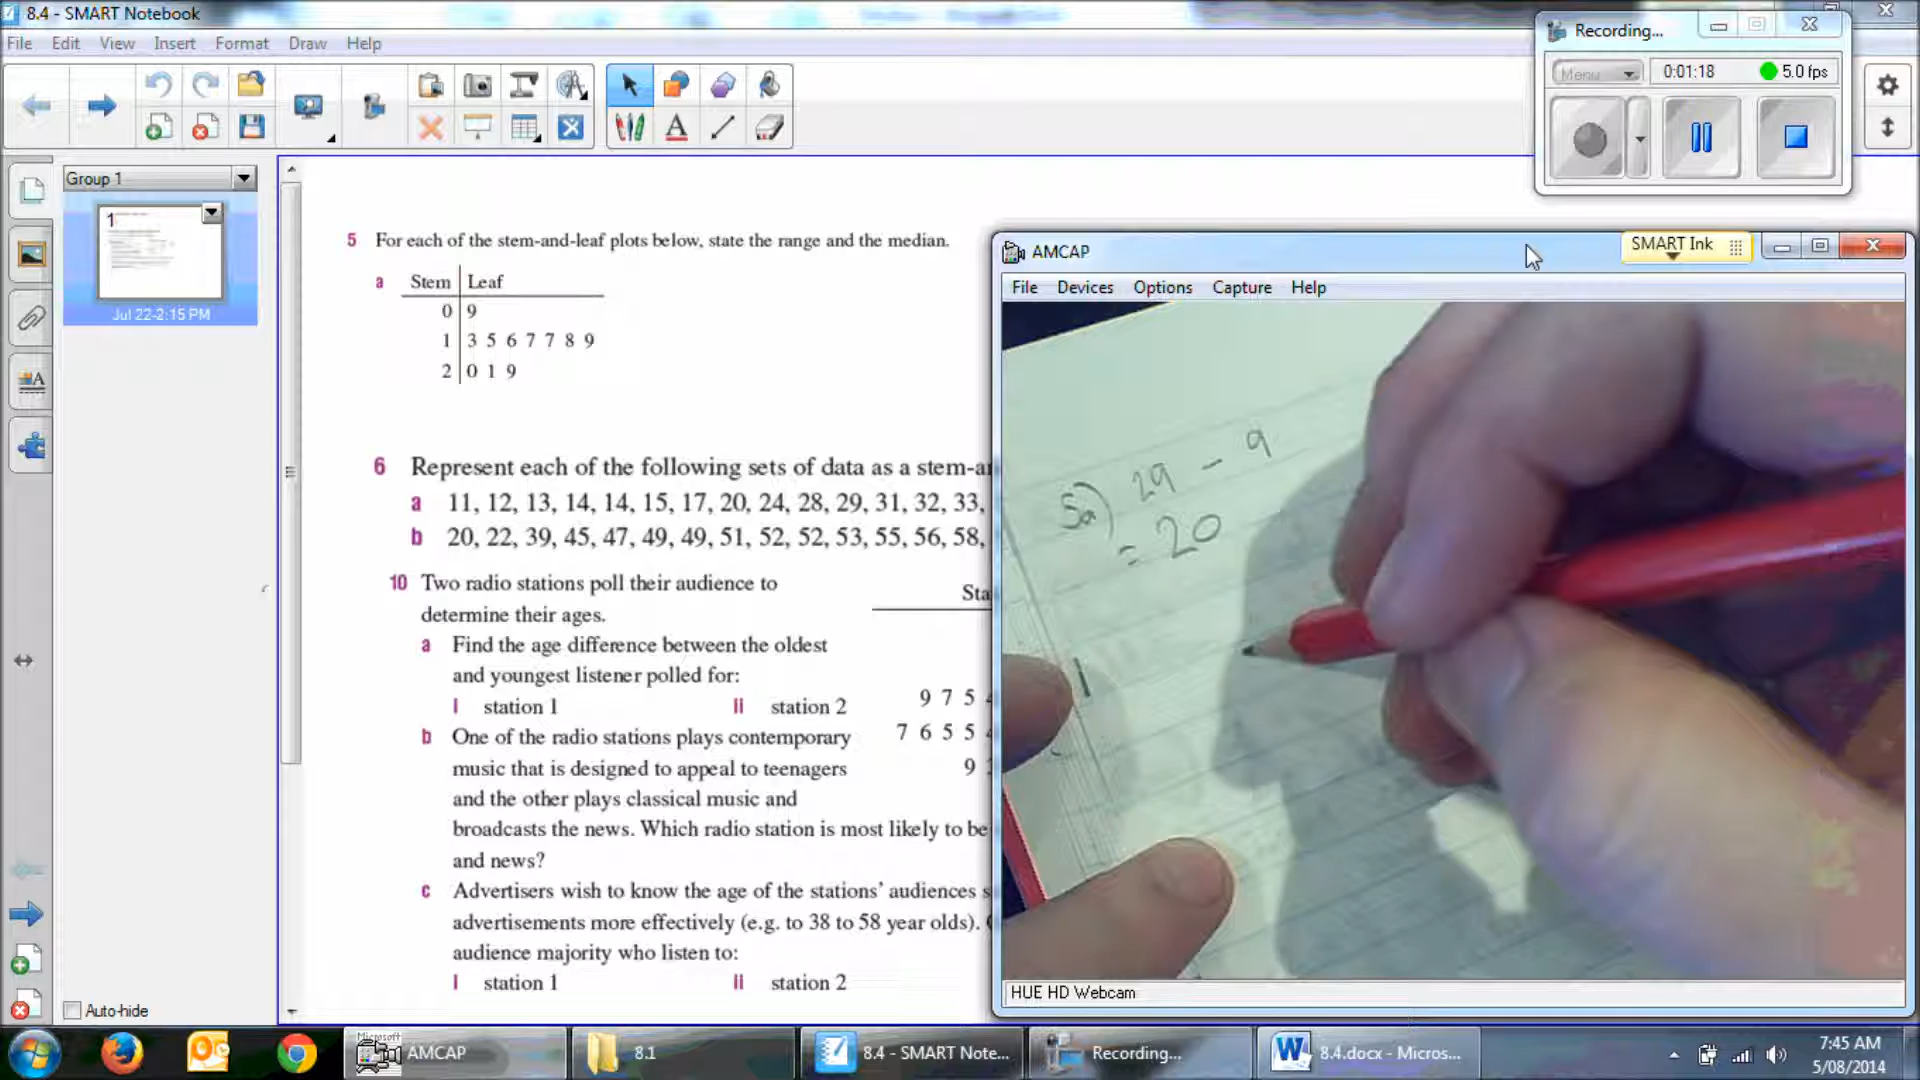 8.4 - SMART Notebook
File Edit View Insert Format Draw Help
Recording...
Menu 0:01:18 5.0 fps
Group 1
1
Jul 22-2:15 PM
5 For each of the stem-and-leaf plots below, state the range and the median.
a Stem Leaf
0 9
1 3 5 6 7 7 8 9
2 0 1 9
6 Represent each of the following sets of data as a stem-a
a 11, 12, 13, 14, 14, 15, 17, 20, 24, 28, 29, 31, 32, 33,
b 20, 22, 39, 45, 47, 49, 49, 51, 52, 52, 53, 55, 56, 58,
10 Two radio stations poll their audience to
determine their ages.
a Find the age difference between the oldest
and youngest listener polled for:
i station 1 ii station 2
b One of the radio stations plays contemporary
music that is designed to appeal to teenagers
and the other plays classical music and
broadcasts the news. Which radio station is most likely to be
and news?
c Advertisers wish to know the age of the stations' audiences s
advertisements more effectively (e.g. to 38 to 58 year olds).
audience majority who listen to:
i station 1 ii station 2
Sta
9 7 5
7 6 5 5
9
AMCAP
SMART Ink
File Devices Options Capture Help
5a) 29 - 9
= 20
HUE HD Webcam
Auto-hide
Microsoft
AMCAP
8.1
8.4 - SMART Note...
Recording...
8.4.docx - Micros...
7:45 AM
5/08/2014